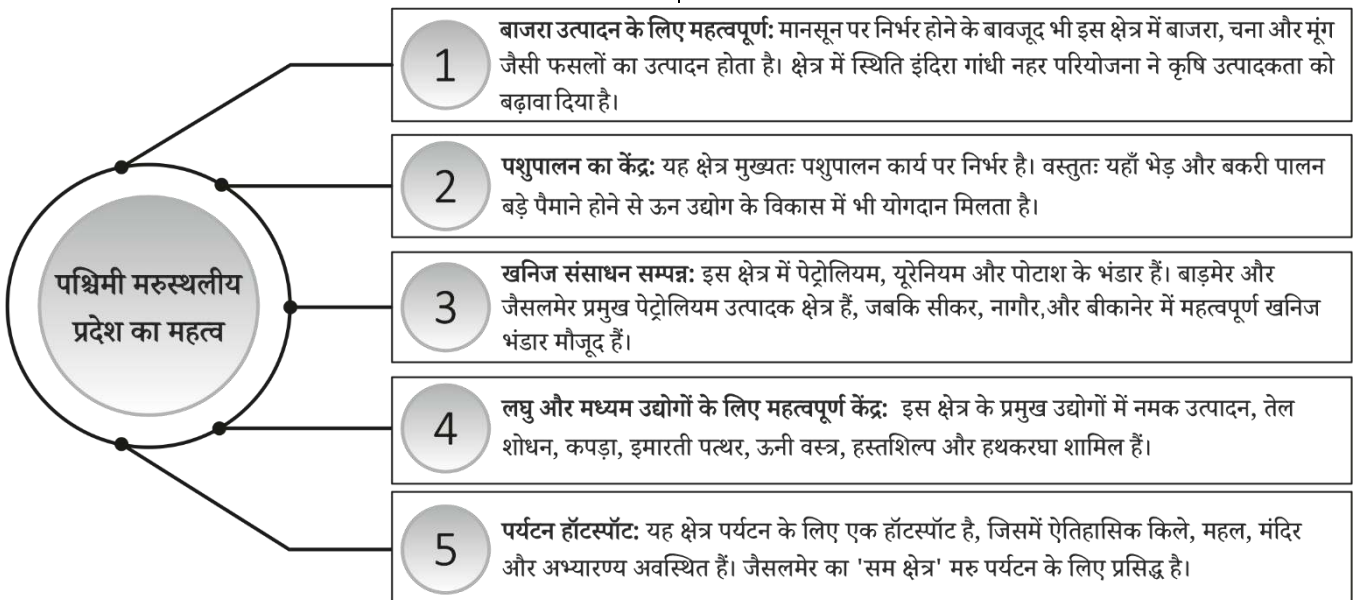 पश्चिमी मरुस्थलीय
प्रदेश का महत्व
1
बाजरा उत्पादन के लिए महत्वपूर्ण: मानसून पर निर्भर होने के बावजूद भी इस क्षेत्र में बाजरा, चना और मूंग
जैसी फसलों का उत्पादन होता है। क्षेत्र में स्थिति इंदिरा गांधी नहर परियोजना ने कृषि उत्पादकता को
बढ़ावा दिया है।
2
पशुपालन का केंद्र: यह क्षेत्र मुख्यतः पशुपालन कार्य पर निर्भर है। वस्तुतः यहाँ भेड़ और बकरी पालन
बड़े पैमाने होने से ऊन उद्योग के विकास में भी योगदान मिलता है।
3
खनिज संसाधन सम्पन्न: इस क्षेत्र में पेट्रोलियम, यूरेनियम और पोटाश के भंडार हैं। बाड़मेर और
जैसलमेर प्रमुख पेट्रोलियम उत्पादक क्षेत्र हैं, जबकि सीकर, नागौर,और बीकानेर में महत्वपूर्ण खनिज
भंडार मौजूद हैं।
4
लघु और मध्यम उद्योगों के लिए महत्वपूर्ण केंद्र: इस क्षेत्र के प्रमुख उद्योगों में नमक उत्पादन, तेल
शोधन, कपड़ा, इमारती पत्थर, ऊनी वस्त्र, हस्तशिल्प और हथकरघा शामिल हैं।
5
पर्यटन हॉटस्पॉट: यह क्षेत्र पर्यटन के लिए एक हॉटस्पॉट है, जिसमें ऐतिहासिक किले, महल, मंदिर
और अभ्यारण्य अवस्थित हैं। जैसलमेर का 'सम क्षेत्र' मरु पर्यटन के लिए प्रसिद्ध है।